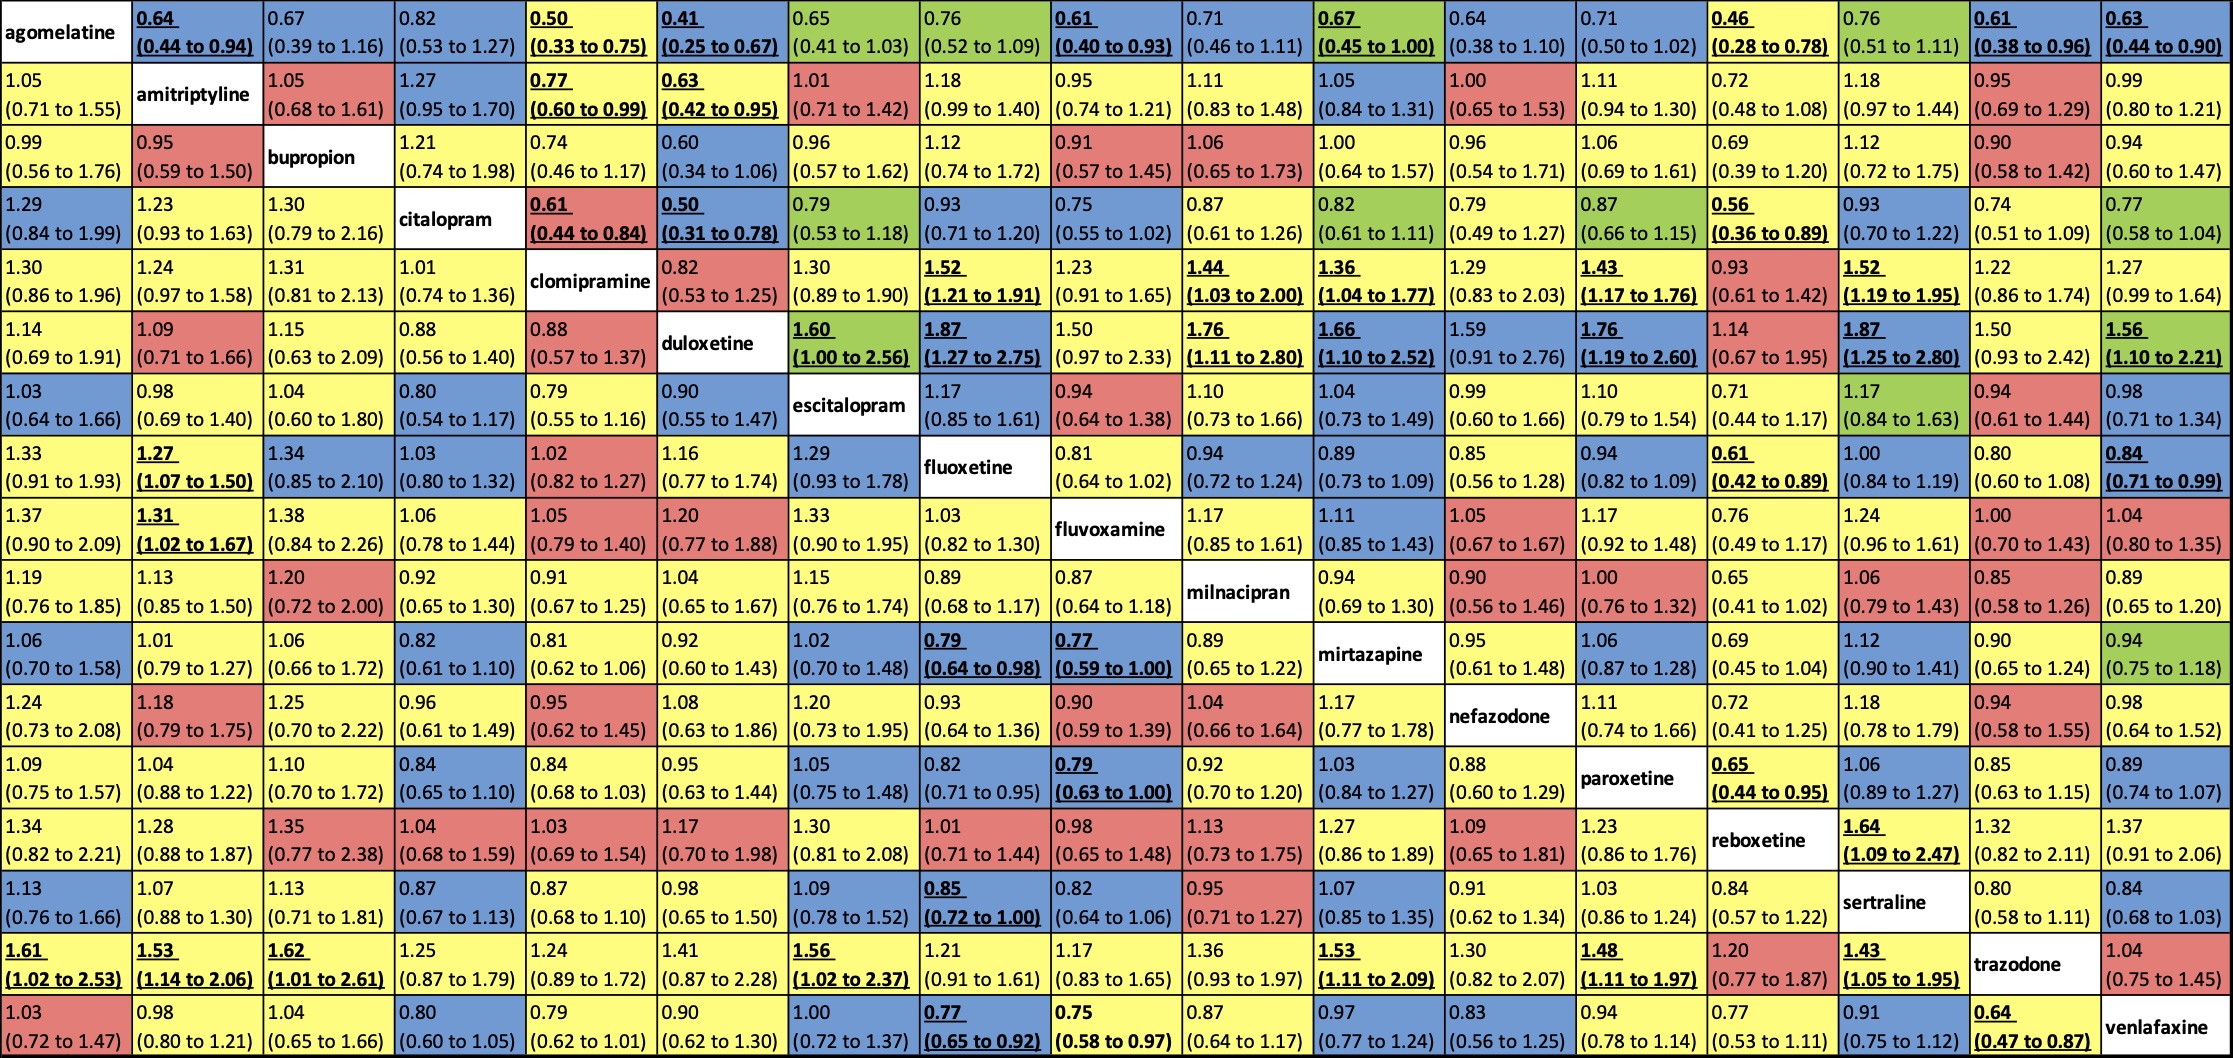 agomelatine 0.64 0.67 0.82 0.50 0.41 0.65 0.76 0.61 0.71 0.67 0.64 0.71 0.46 0.76 0.61 0.63
(0.44 to 0.94) (0.39 to 1.16) (0.53 to 1.27) (0.33 to 0.75) (0.25 to 0.67) (0.41 to 1.03) (0.52 to 1.09) (0.40 to 0.93) (0.46 to 1.11) (0.45 to 1.00) (0.38 to 1.10) (0.50 to 1.02) (0.28 to 0.78) (0.51 to 1.11) (0.38 to 0.96) (0.44 to 0.90)
1.05 amitriptyline 1.05 1.27 0.77 0.63 1.01 1.18 0.95 1.11 1.05 1.00 1.11 0.72 1.18 0.95 0.99
(0.71 to 1.55) (0.68 to 1.61) (0.95 to 1.70) (0.60 to 0.99) (0.42 to 0.95) (0.71 to 1.42) (0.99 to 1.40) (0.74 to 1.21) (0.83 to 1.48) (0.84 to 1.31) (0.65 to 1.53) (0.94 to 1.30) (0.48 to 1.08) (0.97 to 1.44) (0.69 to 1.29) (0.80 to 1.21)
0.99 0.95 bupropion 1.21 0.74 0.60 0.96 1.12 0.91 1.06 1.00 0.96 1.06 0.69 1.12 0.90 0.94
(0.56 to 1.76) (0.59 to 1.50) (0.74 to 1.98) (0.46 to 1.17) (0.34 to 1.06) (0.57 to 1.62) (0.74 to 1.72) (0.57 to 1.45) (0.65 to 1.73) (0.64 to 1.57) (0.54 to 1.71) (0.69 to 1.61) (0.39 to 1.20) (0.72 to 1.75) (0.58 to 1.42) (0.60 to 1.47)
1.29 1.23 1.30 citalopram 0.61 0.50 0.79 0.93 0.75 0.87 0.82 0.79 0.87 0.56 0.93 0.74 0.77
(0.84 to 1.99) (0.93 to 1.63) (0.79 to 2.16) (0.44 to 0.84) (0.31 to 0.78) (0.53 to 1.18) (0.71 to 1.20) (0.55 to 1.02) (0.61 to 1.26) (0.61 to 1.11) (0.49 to 1.27) (0.66 to 1.15) (0.36 to 0.89) (0.70 to 1.22) (0.51 to 1.09) (0.58 to 1.04)
1.30 1.24 1.31 1.01 clomipramine 0.82 1.30 1.52 1.23 1.44 1.36 1.29 1.43 0.93 1.52 1.22 1.27
(0.86 to 1.96) (0.97 to 1.58) (0.81 to 2.13) (0.74 to 1.36) (0.53 to 1.25) (0.89 to 1.90) (1.21 to 1.91) (0.91 to 1.65) (1.03 to 2.00) (1.04 to 1.77) (0.83 to 2.03) (1.17 to 1.76) (0.61 to 1.42) (1.19 to 1.95) (0.86 to 1.74) (0.99 to 1.64)
1.14 1.09 1.15 0.88 0.88 duloxetine 1.60 1.87 1.50 1.76 1.66 1.59 1.76 1.14 1.87 1.50 1.56
(0.69 to 1.91) (0.71 to 1.66) (0.63 to 2.09) (0.56 to 1.40) (0.57 to 1.37) (1.00 to 2.56) (1.27 to 2.75) (0.97 to 2.33) (1.11 to 2.80) (1.10 to 2.52) (0.91 to 2.76) (1.19 to 2.60) (0.67 to 1.95) (1.25 to 2.80) (0.93 to 2.42) (1.10 to 2.21)
1.03 0.98 1.04 0.80 0.79 0.90 escitalopram 1.17 0.94 1.10 1.04 0.99 1.10 0.71 1.17 0.94 0.98
(0.64 to 1.66) (0.69 to 1.40) (0.60 to 1.80) (0.54 to 1.17) (0.55 to 1.16) (0.55 to 1.47) (0.85 to 1.61) (0.64 to 1.38) (0.73 to 1.66) (0.73 to 1.49) (0.60 to 1.66) (0.79 to 1.54) (0.44 to 1.17) (0.84 to 1.63) (0.61 to 1.44) (0.71 to 1.34)
1.33 1.27 1.34 1.03 1.02 1.16 1.29 fluoxetine 0.81 0.94 0.89 0.85 0.94 0.61 1.00 0.80 0.84
(0.91 to 1.93) (1.07 to 1.50) (0.85 to 2.10) (0.80 to 1.32) (0.82 to 1.27) (0.77 to 1.74) (0.93 to 1.78) (0.64 to 1.02) (0.72 to 1.24) (0.73 to 1.09) (0.56 to 1.28) (0.82 to 1.09) (0.42 to 0.89) (0.84 to 1.19) (0.60 to 1.08) (0.71 to 0.99)
1.37 1.31 1.38 1.06 1.05 1.20 1.33 1.03 fluvoxamine 1.17 1.11 1.05 1.17 0.76 1.24 1.00 1.04
(0.90 to 2.09) (1.02 to 1.67) (0.84 to 2.26) (0.78 to 1.44) (0.79 to 1.40) (0.77 to 1.88) (0.90 to 1.95) (0.82 to 1.30) (0.85 to 1.61) (0.85 to 1.43) (0.67 to 1.67) (0.92 to 1.48) (0.49 to 1.17) (0.96 to 1.61) (0.70 to 1.43) (0.80 to 1.35)
1.19 1.13 1.20 0.92 0.91 1.04 1.15 0.89 0.87 milnacipran 0.94 0.90 1.00 0.65 1.06 0.85 0.89
(0.76 to 1.85) (0.85 to 1.50) (0.72 to 2.00) (0.65 to 1.30) (0.67 to 1.25) (0.65 to 1.67) (0.76 to 1.74) (0.68 to 1.17) (0.64 to 1.18) (0.69 to 1.30) (0.56 to 1.46) (0.76 to 1.32) (0.41 to 1.02) (0.79 to 1.43) (0.58 to 1.26) (0.65 to 1.20)
1.06 1.01 1.06 0.82 0.81 0.92 1.02 0.79 0.77 0.89 mirtazapine 0.95 1.06 0.69 1.12 0.90 0.94
(0.70 to 1.58) (0.79 to 1.27) (0.66 to 1.72) (0.61 to 1.10) (0.62 to 1.06) (0.60 to 1.43) (0.70 to 1.48) (0.64 to 0.98) (0.59 to 1.00) (0.65 to 1.22) (0.61 to 1.48) (0.87 to 1.28) (0.45 to 1.04) (0.90 to 1.41) (0.65 to 1.24) (0.75 to 1.18)
1.24 1.18 1.25 0.96 0.95 1.08 1.20 0.93 0.90 1.04 1.17 nefazodone 1.11 0.72 1.18 0.94 0.98
(0.73 to 2.08) (0.79 to 1.75) (0.70 to 2.22) (0.61 to 1.49) (0.62 to 1.45) (0.63 to 1.86) (0.73 to 1.95) (0.64 to 1.36) (0.59 to 1.39) (0.66 to 1.64) (0.77 to 1.78) (0.74 to 1.66) (0.41 to 1.25) (0.78 to 1.79) (0.58 to 1.55) (0.64 to 1.52)
1.09 1.04 1.10 0.84 0.84 0.95 1.05 0.82 0.79 0.92 1.03 0.88 paroxetine 0.65 1.06 0.85 0.89
(0.75 to 1.57) (0.88 to 1.22) (0.70 to 1.72) (0.65 to 1.10) (0.68 to 1.03) (0.63 to 1.44) (0.75 to 1.48) (0.71 to 0.95) (0.63 to 1.00) (0.70 to 1.20) (0.84 to 1.27) (0.60 to 1.29) (0.44 to 0.95) (0.89 to 1.27) (0.63 to 1.15) (0.74 to 1.07)
1.34 1.28 1.35 1.04 1.03 1.17 1.30 1.01 0.98 1.13 1.27 1.09 1.23 reboxetine 1.64 1.32 1.37
(0.82 to 2.21) (0.88 to 1.87) (0.77 to 2.38) (0.68 to 1.59) (0.69 to 1.54) (0.70 to 1.98) (0.81 to 2.08) (0.71 to 1.44) (0.65 to 1.48) (0.73 to 1.75) (0.86 to 1.89) (0.65 to 1.81) (0.86 to 1.76) (1.09 to 2.47) (0.82 to 2.11) (0.91 to 2.06)
1.13 1.07 1.13 0.87 0.87 0.98 1.09 0.85 0.82 0.95 1.07 0.91 1.03 0.84 sertraline 0.80 0.84
(0.76 to 1.66) (0.88 to 1.30) (0.71 to 1.81) (0.67 to 1.13) (0.68 to 1.10) (0.65 to 1.50) (0.78 to 1.52) (0.72 to 1.00) (0.64 to 1.06) (0.71 to 1.27) (0.85 to 1.35) (0.62 to 1.34) (0.86 to 1.24) (0.57 to 1.22) (0.58 to 1.11) (0.68 to 1.03)
1.61 1.53 1.62 1.25 1.24 1.41 1.56 1.21 1.17 1.36 1.53 1.30 1.48 1.20 1.43 trazodone 1.04
(1.02 to 2.53) (1.14 to 2.06) (1.01 to 2.61) (0.87 to 1.79) (0.89 to 1.72) (0.87 to 2.28) (1.02 to 2.37) (0.91 to 1.61) (0.83 to 1.65) (0.93 to 1.97) (1.11 to 2.09) (0.82 to 2.07) (1.11 to 1.97) (0.77 to 1.87) (1.05 to 1.95) (0.75 to 1.45)
1.03 0.98 1.04 0.80 0.79 0.90 1.00 0.77 0.75 0.87 0.97 0.83 0.94 0.77 0.91 0.64 venlafaxine
(0.72 to 1.47) (0.80 to 1.21) (0.65 to 1.66) (0.60 to 1.05) (0.62 to 1.01) (0.62 to 1.30) (0.72 to 1.37) (0.65 to 0.92) (0.58 to 0.97) (0.64 to 1.17) (0.77 to 1.24) (0.56 to 1.25) (0.78 to 1.14) (0.53 to 1.11) (0.75 to 1.12) (0.47 to 0.87)